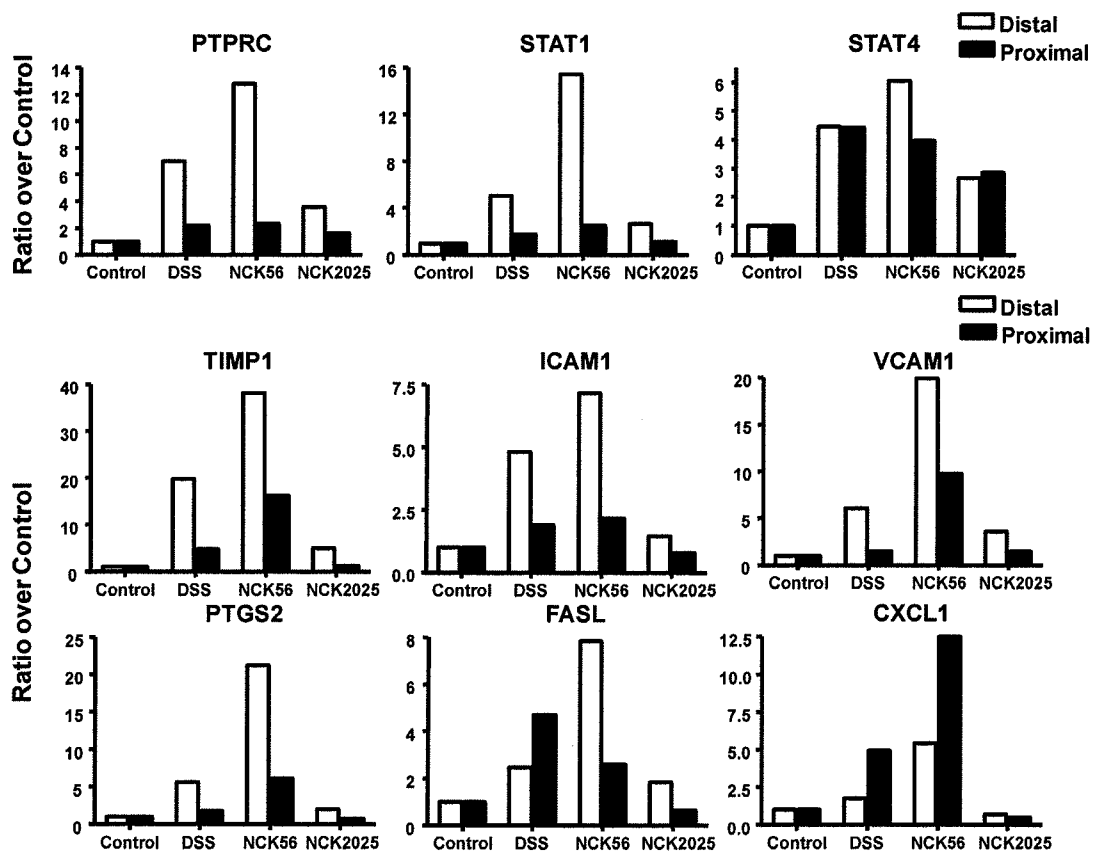 Distal
Proximal
PTPRC
STAT1
STAT4
Ratio over Control
14
12
10
8
6
4
2
0
Control DSS NCK56 NCK2025
16
12
8
4
0
Control DSS NCK56 NCK2025
6
5
4
3
2
1
0
Control DSS NCK56 NCK2025
Distal
Proximal
TIMP1
ICAM1
VCAM1
Ratio over Control
40
30
20
10
0
Control DSS NCK56 NCK2025
7.5
5.0
2.5
0.0
Control DSS NCK56 NCK2025
20
15
10
5
0
Control DSS NCK56 NCK2025
PTGS2
FASL
CXCL1
25
20
15
10
5
0
Control DSS NCK56 NCK2025
8
6
4
2
0
Control DSS NCK56 NCK2025
12.5
10.0
7.5
5.0
2.5
0.0
Control DSS NCK56 NCK2025